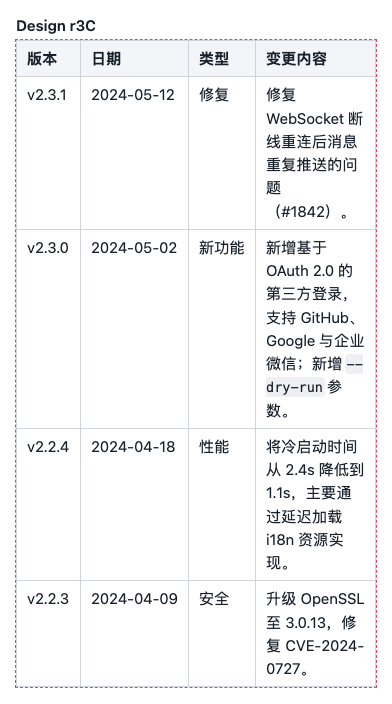 Design r3C
版本 日期 类型 变更内容
v2.3.1 2024-05-12 修复 修复
WebSocket 断
线重连后消息
重复推送的问
题
（#1842）。
v2.3.0 2024-05-02 新功能 新增基于
OAuth 2.0 的
第三方登录，
支持 GitHub、
Google 与企业
微信；新增 --
dry-run 参
数。
v2.2.4 2024-04-18 性能 将冷启动时间
从 2.4s 降低到
1.1s，主要通
过延迟加载
i18n 资源实
现。
v2.2.3 2024-04-09 安全 升级 OpenSSL
至 3.0.13，修
复 CVE-2024-
0727。